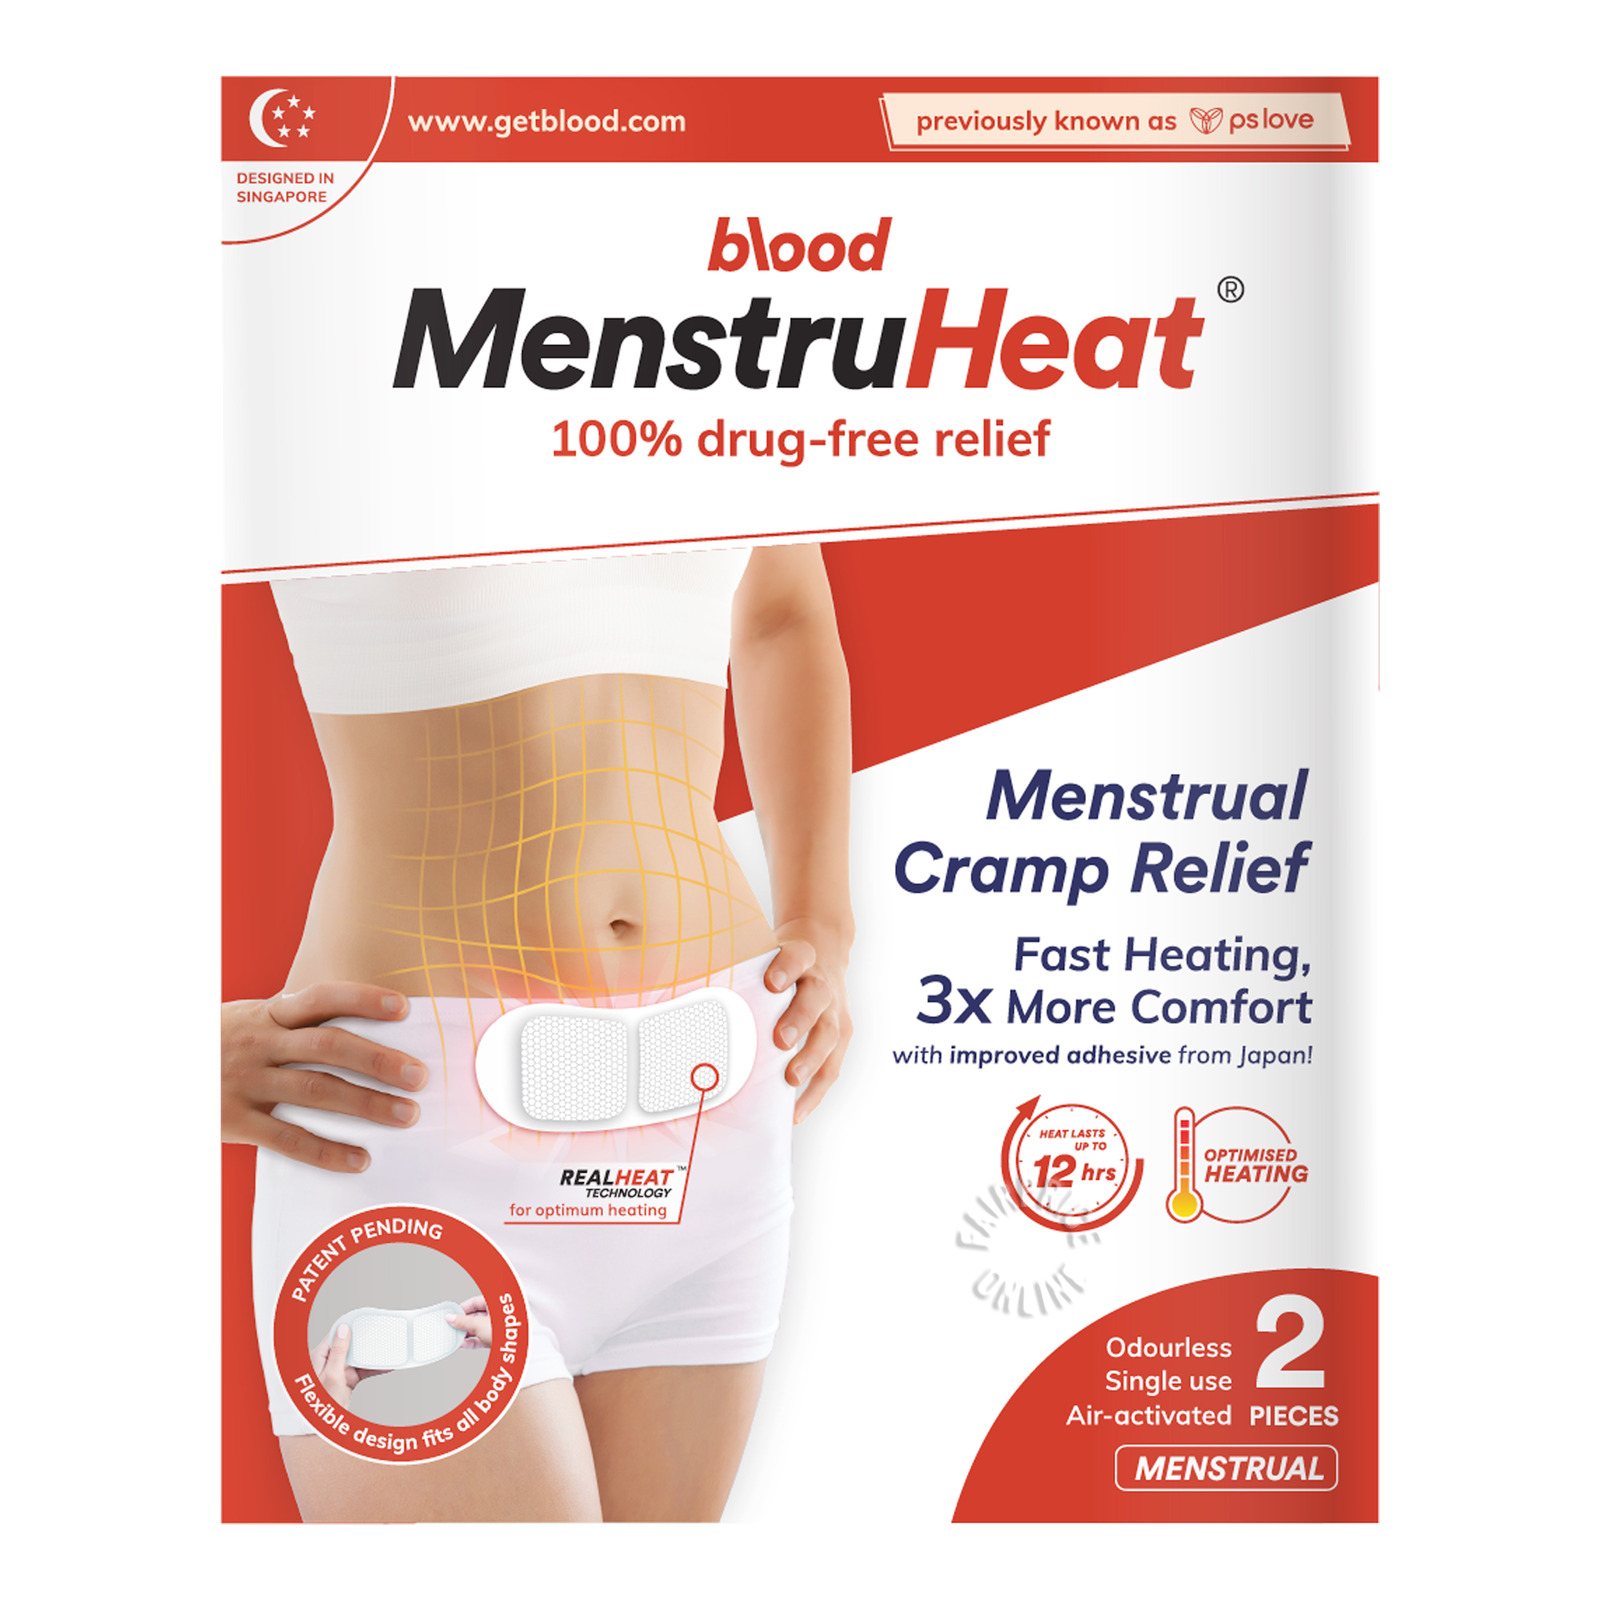 www.getblood.com
previously known as pslove
DESIGNED IN
SINGAPORE
blood
MenstruHeat®
100% drug-free relief
Menstrual
Cramp Relief
Fast Heating,
3x More Comfort
with improved adhesive from Japan!
HEAT LASTS
UP TO
12 hrs
OPTIMISED
HEATING
REALHEAT™
TECHNOLOGY
for optimum heating
PATENT PENDING
Flexible design fits all body shapes
FAIRPRICE
ONLINE
Odourless
Single use
Air-activated
2
PIECES
MENSTRUAL